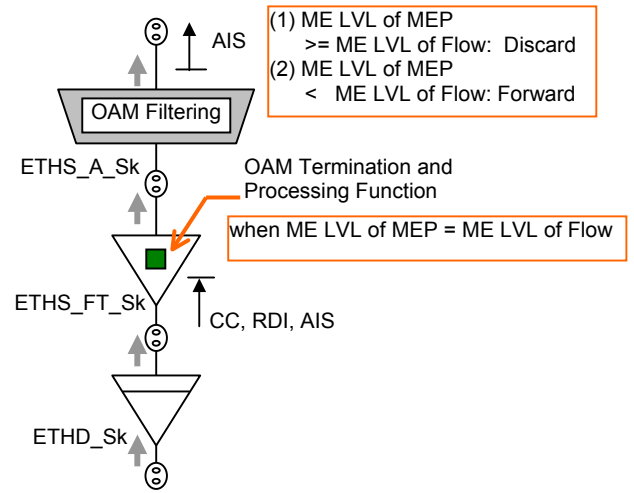 AIS
(1) ME LVL of MEP
>= ME LVL of Flow: Discard
(2) ME LVL of MEP
< ME LVL of Flow: Forward
OAM Filtering
ETHS_A_Sk
OAM Termination and
Processing Function
when ME LVL of MEP = ME LVL of Flow
ETHS_FT_Sk
CC, RDI, AIS
ETHD_Sk